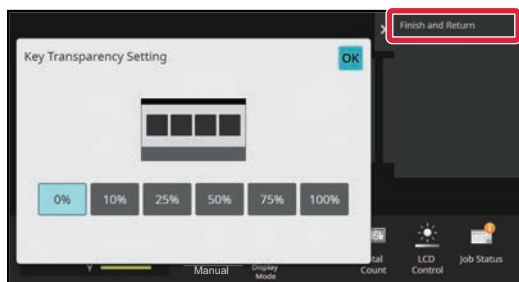 Finish and Return
Key Transparency Setting
OK
0%
10%
25%
50%
75%
100%
Y
Manual
Display
Mode
Count
LCD
Control
Job Status